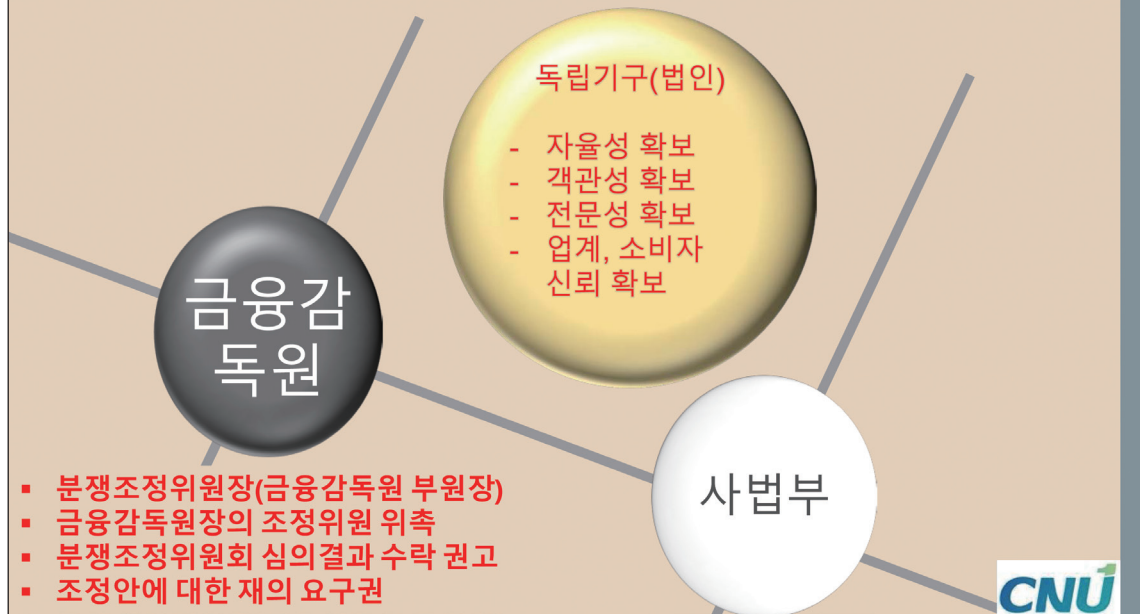 독립기구(법인)
- 자율성 확보
- 객관성 확보
- 전문성 확보
- 업계, 소비자
신뢰 확보
금융감
독원
사법부
▪ 분쟁조정위원장(금융감독원 부원장)
▪ 금융감독원장의 조정위원 위촉
▪ 분쟁조정위원회 심의결과 수락 권고
▪ 조정안에 대한 재의 요구권
CNU